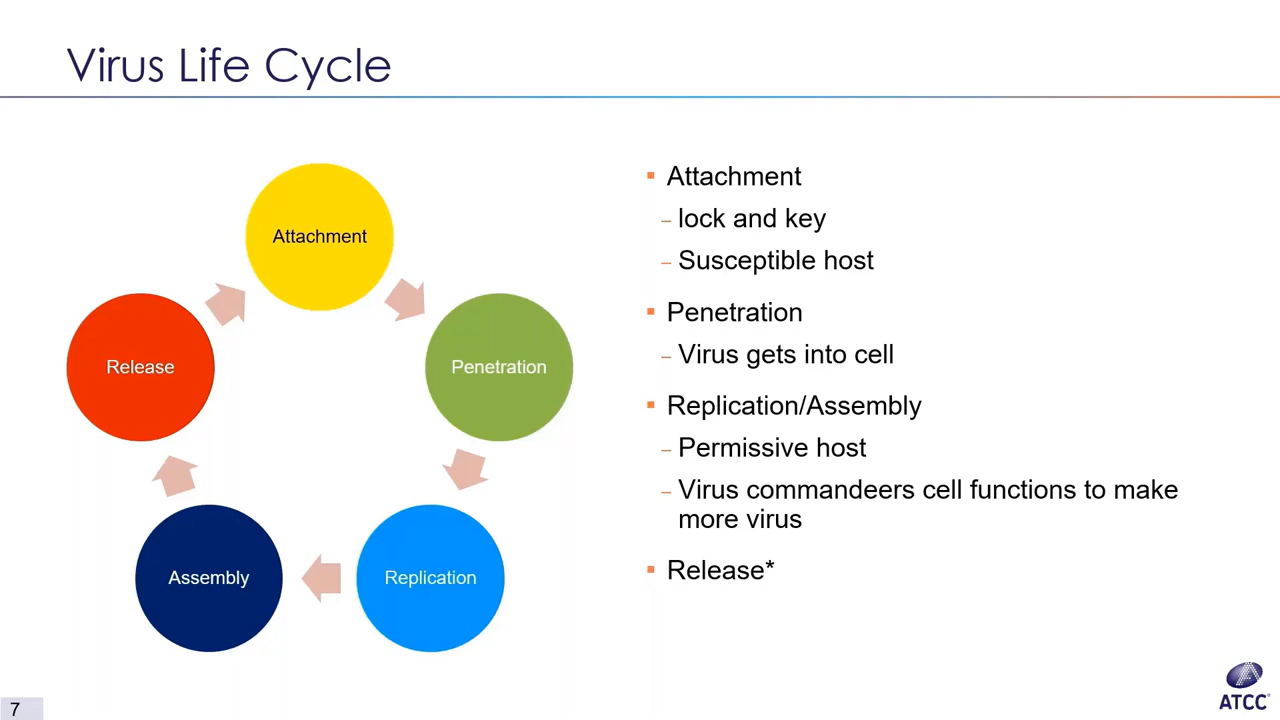 Virus Life Cycle
Attachment
Penetration
Replication
Assembly
Release
▪ Attachment
– lock and key
– Susceptible host
▪ Penetration
– Virus gets into cell
▪ Replication/Assembly
– Permissive host
– Virus commandeers cell functions to make
more virus
▪ Release*
7
ATCC®